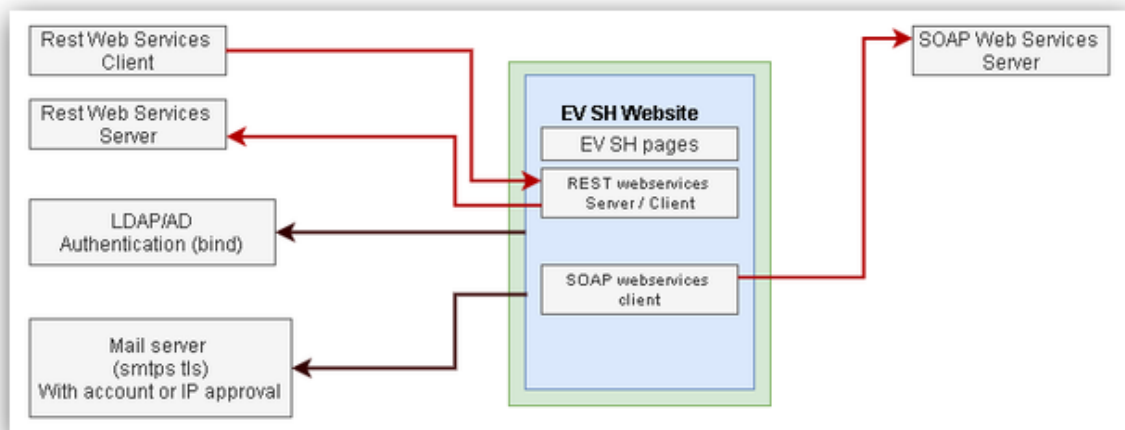 Rest Web Services
Client
Rest Web Services
Server
LDAP/AD
Authentication (bind)
Mail server
(smtps tls)
With account or IP approval
EV SH Website
EV SH pages
REST webservices
Server / Client
SOAP webservices
client
SOAP Web Services
Server